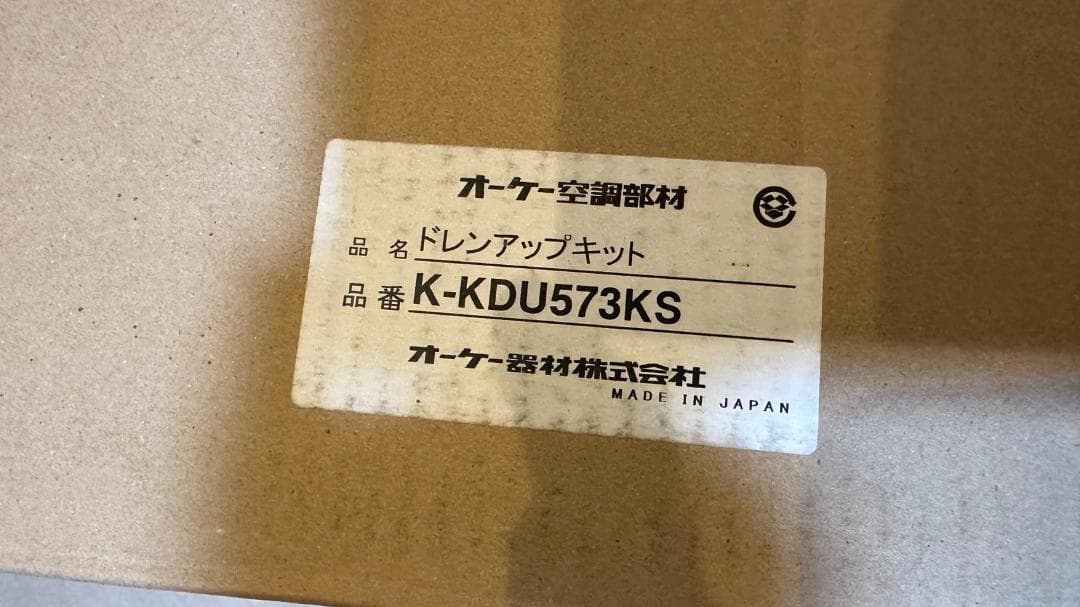 オーケー空調部材
品名 ドレンアップキット
品番 K-KDU573KS
オーケー器材株式会社
MADE IN JAPAN